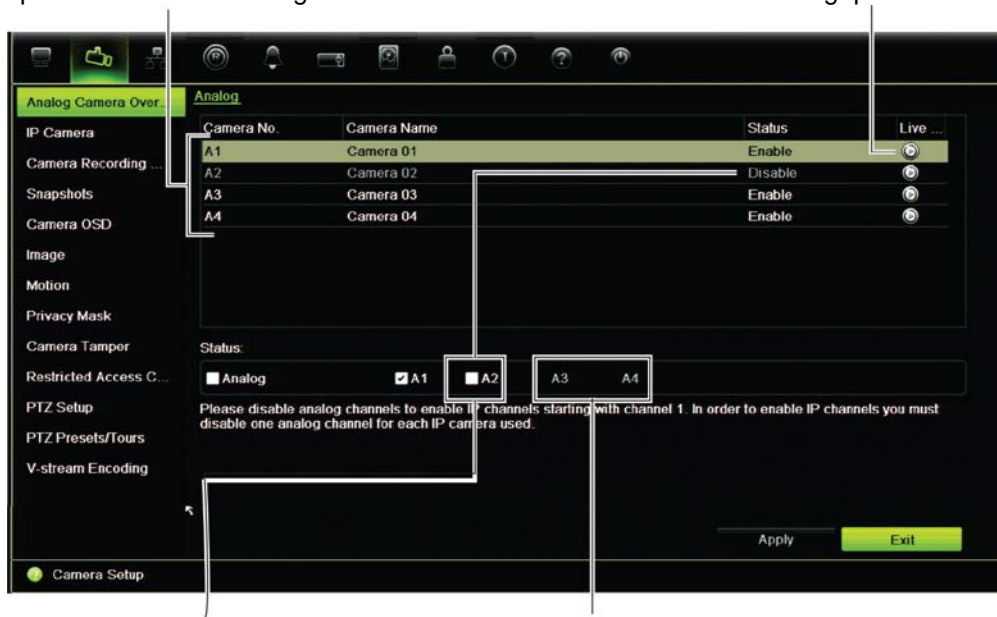 Analog Camera Over...
Analog
IP Camera
Camera Recording ...
Snapshots
Camera OSD
Image
Motion
Privacy Mask
Camera Tamper
Restricted Access C...
PTZ Setup
PTZ Presets/Tours
V-stream Encoding
Camera No. Camera Name Status Live ...
A1 Camera 01 Enable
A2 Camera 02 Disable
A3 Camera 03 Enable
A4 Camera 04 Enable
Status:
Analog A1 A2 A3 A4
Please disable analog channels to enable IP channels starting with channel 1. In order to enable IP channels you must
disable one analog channel for each IP camera used.
Apply Exit
Camera Setup